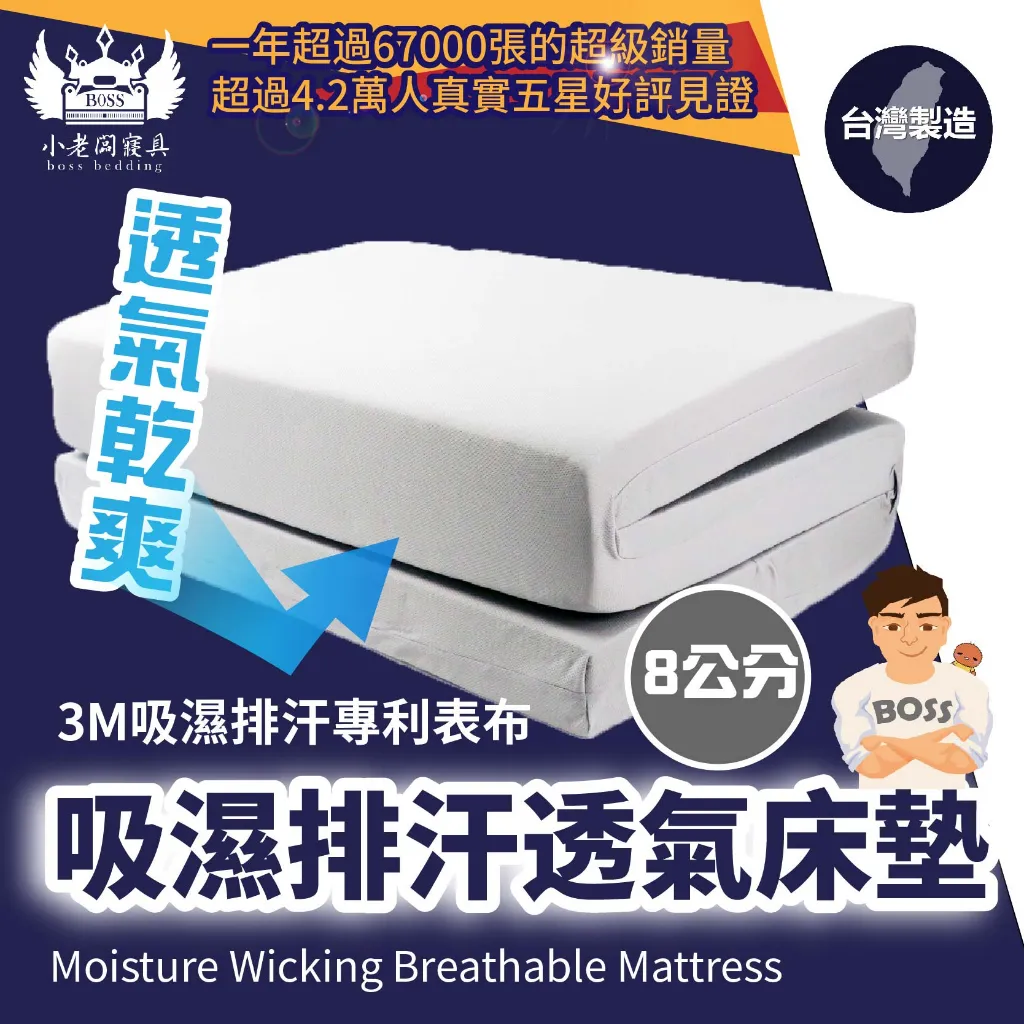 一年超過67000張的超級銷量
超過4.2萬人真實五星好評見證
BOSS
小老闆寢具
boss bedding
台灣製造
透氣乾爽
8公分
BOSS
3M吸濕排汗專利表布
吸濕排汗透氣床墊
Moisture Wicking Breathable Mattress